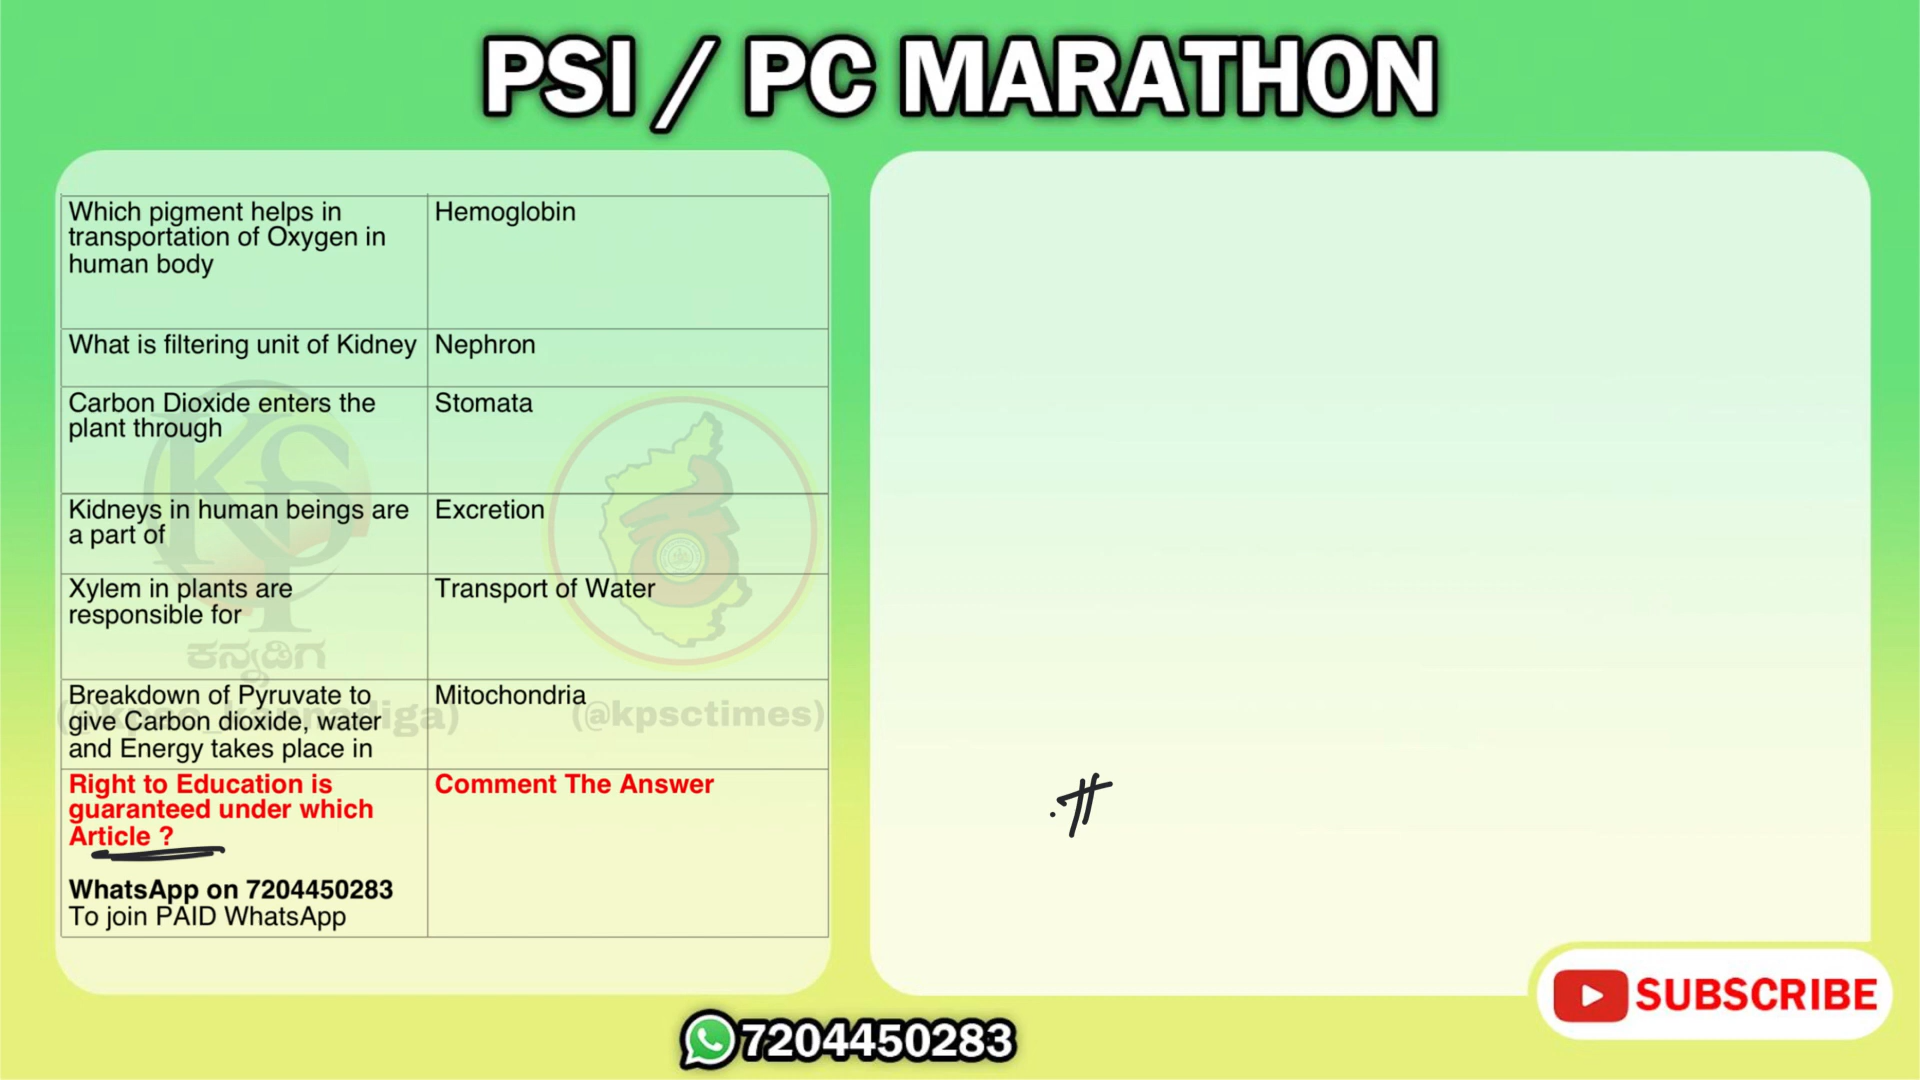 PSI / PC MARATHON
Which pigment helps in
transportation of Oxygen in
human body
Hemoglobin
What is filtering unit of Kidney
Nephron
Carbon Dioxide enters the
plant through
Stomata
Kidneys in human beings are
a part of
Excretion
Xylem in plants are
responsible for
Transport of Water
KPS
ಕನ್ನಡಿಗ
Breakdown of Pyruvate to
give Carbon dioxide, water
and Energy takes place in
Mitochondria
(@kpsc_kannadiga)
(@kpsctimes)
Right to Education is
guaranteed under which
Article ?
Comment The Answer
WhatsApp on 7204450283
To join PAID WhatsApp
SUBSCRIBE
7204450283